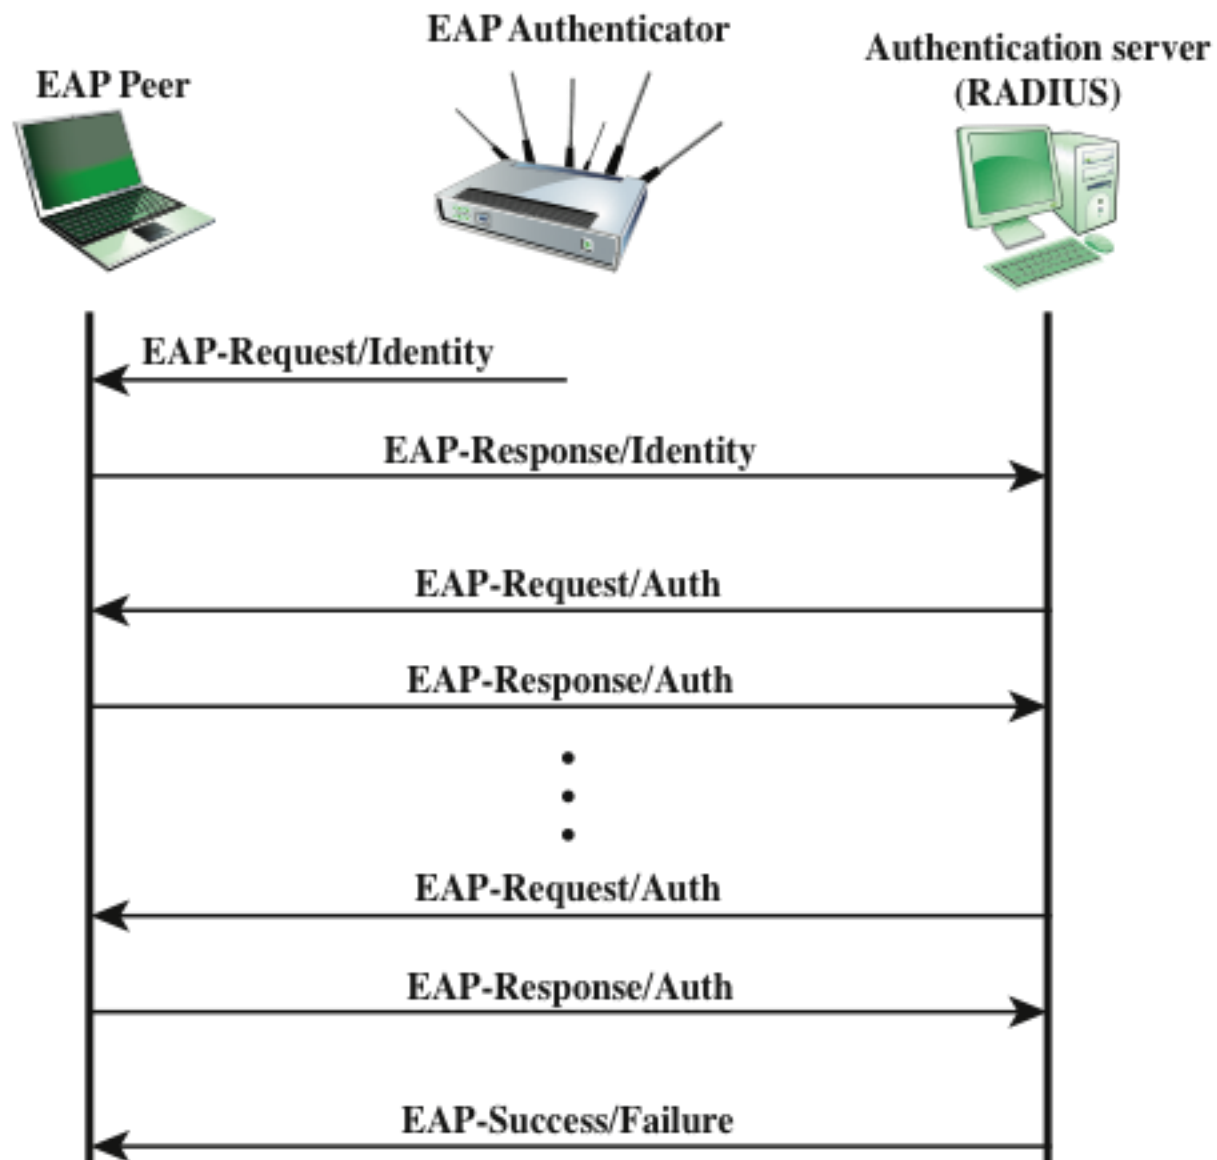 EAP Peer
EAP Authenticator
Authentication server
(RADIUS)
EAP-Request/Identity
EAP-Response/Identity
EAP-Request/Auth
EAP-Response/Auth
EAP-Request/Auth
EAP-Response/Auth
EAP-Success/Failure